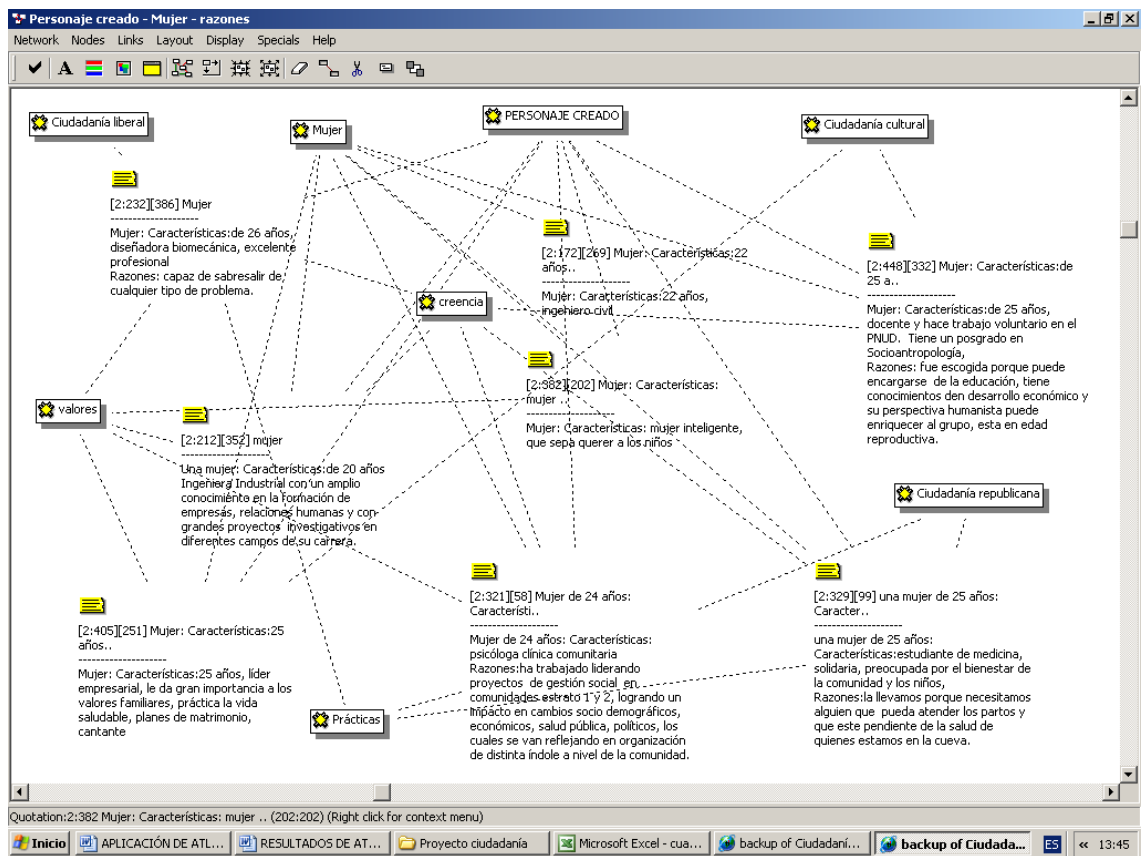 Personaje creado - Mujer - razones
Network Nodes Links Layout Display Specials Help
A
Ciudadanía liberal
Mujer
PERSONAJE CREADO
Ciudadanía cultural
[2:232][386] Mujer
--------------------
Mujer: Características:de 26 años,
diseñadora biomecánica, excelente
profesional
Razones: capaz de sabresalir de
cualquier tipo de problema.
[2:172][269] Mujer: Características:22
años..
--------------------
Mujer: Características:22 años,
ingeniero civil
[2:448][332] Mujer: Características:de
25 a..
--------------------
Mujer: Características:de 25 años,
docente y hace trabajo voluntario en el
PNUD. Tiene un posgrado en
Socioantropología,
Razones: fue escogida porque puede
encargarse de la educación, tiene
conocimientos den desarrollo económico y
su perspectiva humanista puede
enriquecer al grupo, esta en edad
reproductiva.
creencia
[2:382][202] Mujer: Características:
mujer ..
--------------------
Mujer: Características: mujer inteligente,
que sepa querer a los niños
valores
[2:212][352] mujer
--------------------
Una mujer: Características:de 20 años
Ingeniera Industrial con un amplio
conocimiento en la formación de
empresas, relaciones humanas y con
grandes proyectos investigativos en
diferentes campos de su carrera.
Ciudadanía republicana
[2:405][251] Mujer: Características:25
años..
--------------------
Mujer: Características:25 años, líder
empresarial, le da gran importancia a los
valores familiares, práctica la vida
saludable, planes de matrimonio,
cantante
[2:321][58] Mujer de 24 años:
Característi..
--------------------
Mujer de 24 años: Características:
psicóloga clínica comunitaria
Razones:ha trabajado liderando
proyectos de gestión social en
comunidades estrato 1 y 2, logrando un
impacto en cambios socio demográficos,
económicos, salud pública, políticos, los
cuales se van reflejando en organización
de distinta índole a nivel de la comunidad.
[2:329][99] una mujer de 25 años:
Caracter..
--------------------
una mujer de 25 años:
Características:estudiante de medicina,
solidaria, preocupada por el bienestar de
la comunidad y los niños,
Razones:la llevamos porque necesitamos
alguien que pueda atender los partos y
que este pendiente de la salud de
quienes estamos en la cueva.
Prácticas
Quotation:2:382 Mujer: Características: mujer .. (202:202) (Right click for context menu)
Inicio
APLICACIÓN DE ATL...
RESULTADOS DE AT...
Proyecto ciudadanía
Microsoft Excel - cua...
backup of Ciudadaní...
backup of Ciudada...
ES
« 13:45